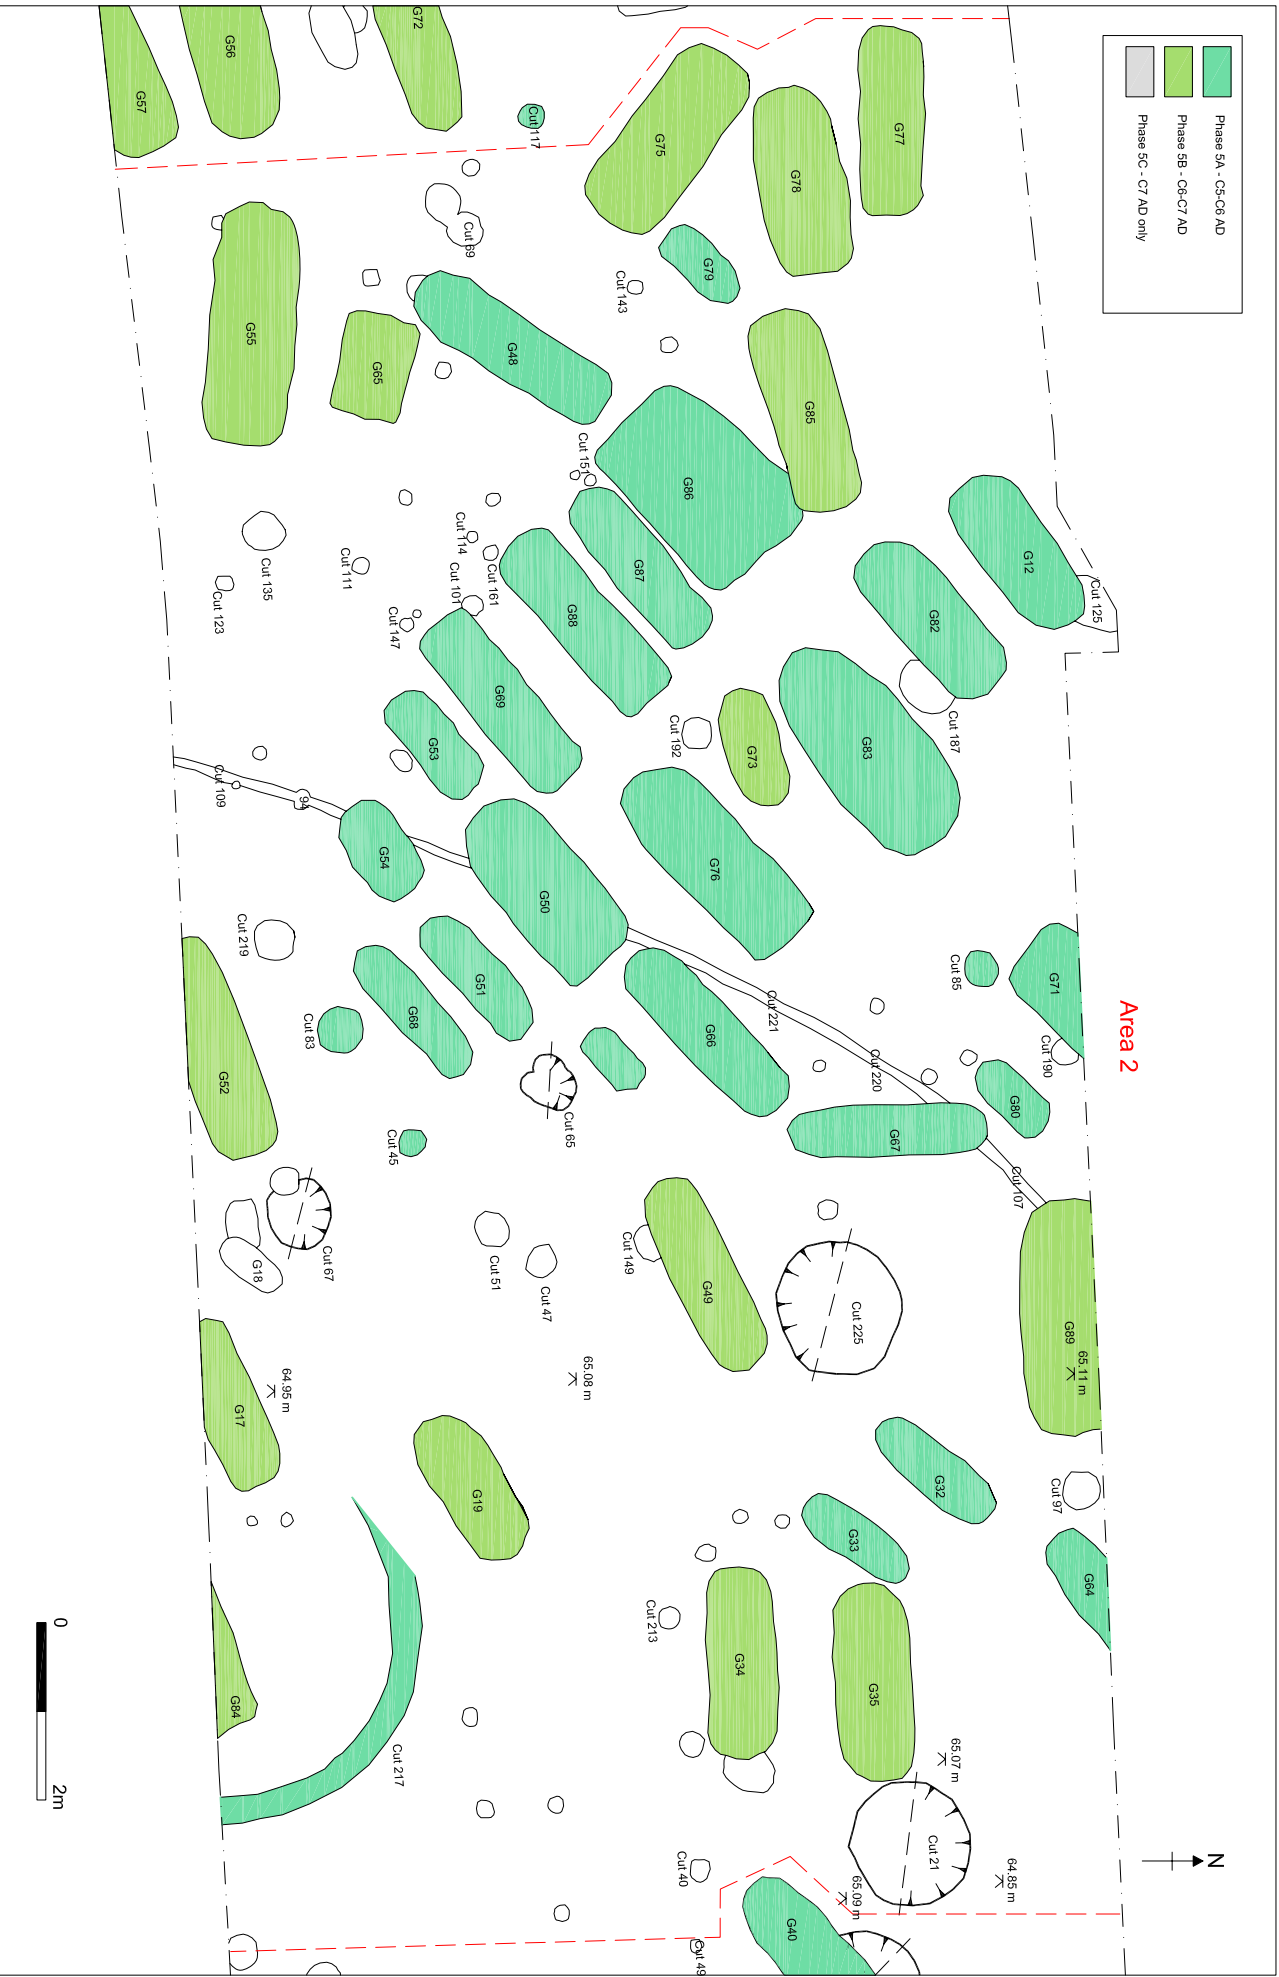 Phase 5A - C5-C6 AD
Phase 5B - C6-C7 AD
Phase 5C - C7 AD only
Area 2
N
G77
G78
G75
Cut 117
G72
G56
G57
G79
Cut 143
Cut 69
G55
G65
G48
G85
G86
Cut 151
G12
Cut 125
G82
Cut 187
G87
G88
Cut 114
Cut 161
Cut 101
Cut 111
Cut 147
Cut 135
Cut 123
G69
G53
Cut 192
G73
G83
G76
Cut 109
94
G54
G50
Cut 219
G51
G68
Cut 83
G52
G66
Cut 221
Cut 220
Cut 85
G71
Cut 190
G80
G67
Cut 107
Cut 65
Cut 45
Cut 67
G18
Cut 51
Cut 47
Cut 149
G49
Cut 225
G89
65.11 m
65.08 m
64.95 m
G17
G19
G32
G33
Cut 97
G64
Cut 213
G34
G35
G84
Cut 217
65.07 m
Cut 21
64.85 m
65.09 m
Cut 40
G40
Cut 49
0
2m